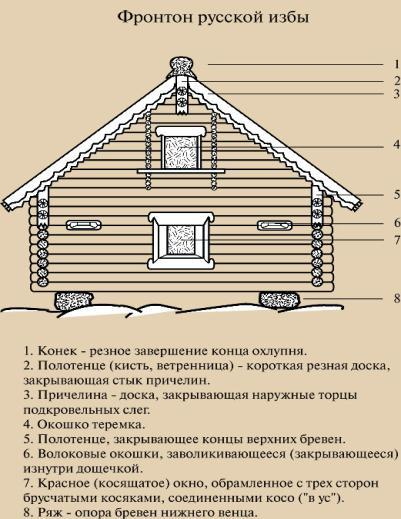 Фронтон русской избы
1
2
3
4
5
6
7
8
1. Конек - резное завершение конца охлупня.
2. Полотенце (кисть, ветренница) - короткая резная доска,
закрывающая стык причелин.
3. Причелина - доска, закрывающая наружные торцы
подкровельных слег.
4. Окошко теремка.
5. Полотенце, закрывающее концы верхних бревен.
6. Волоковые окошки, заволикивающееся (закрывающееся)
изнутри дощечкой.
7. Красное (косящатое) окно, обрамленное с трех сторон
брусчатыми косяками, соединенными косо ("в ус").
8. Ряж - опора бревен нижнего венца.